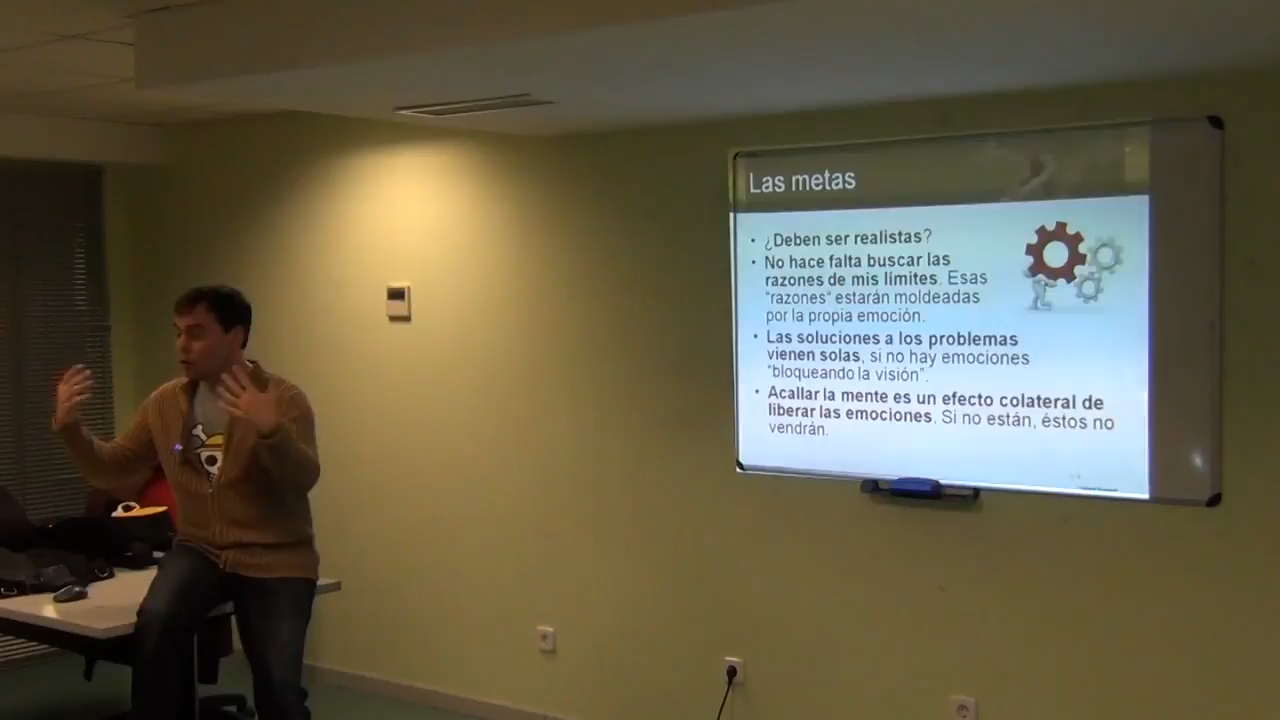 Las metas
• ¿Deben ser realistas?
• No hace falta buscar las
razones de mis limites. Esas
"razones" estarán moldeadas
por la propia emoción.
• Las soluciones a los problemas
vienen solas, si no hay emociones
"bloqueando la visión".
• Acallar la mente es un efecto colateral de
liberar las emociones. Si no están, éstos no
vendrán.